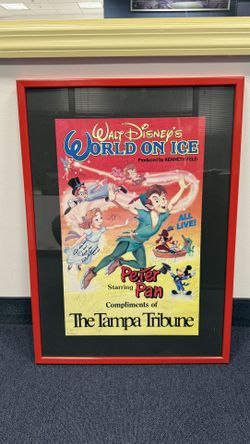 Walt Disney's
World on Ice
Produced by KENNETH FELD
ALL
LIVE!
Starring
Peter
Pan
Compliments of
The Tampa Tribune